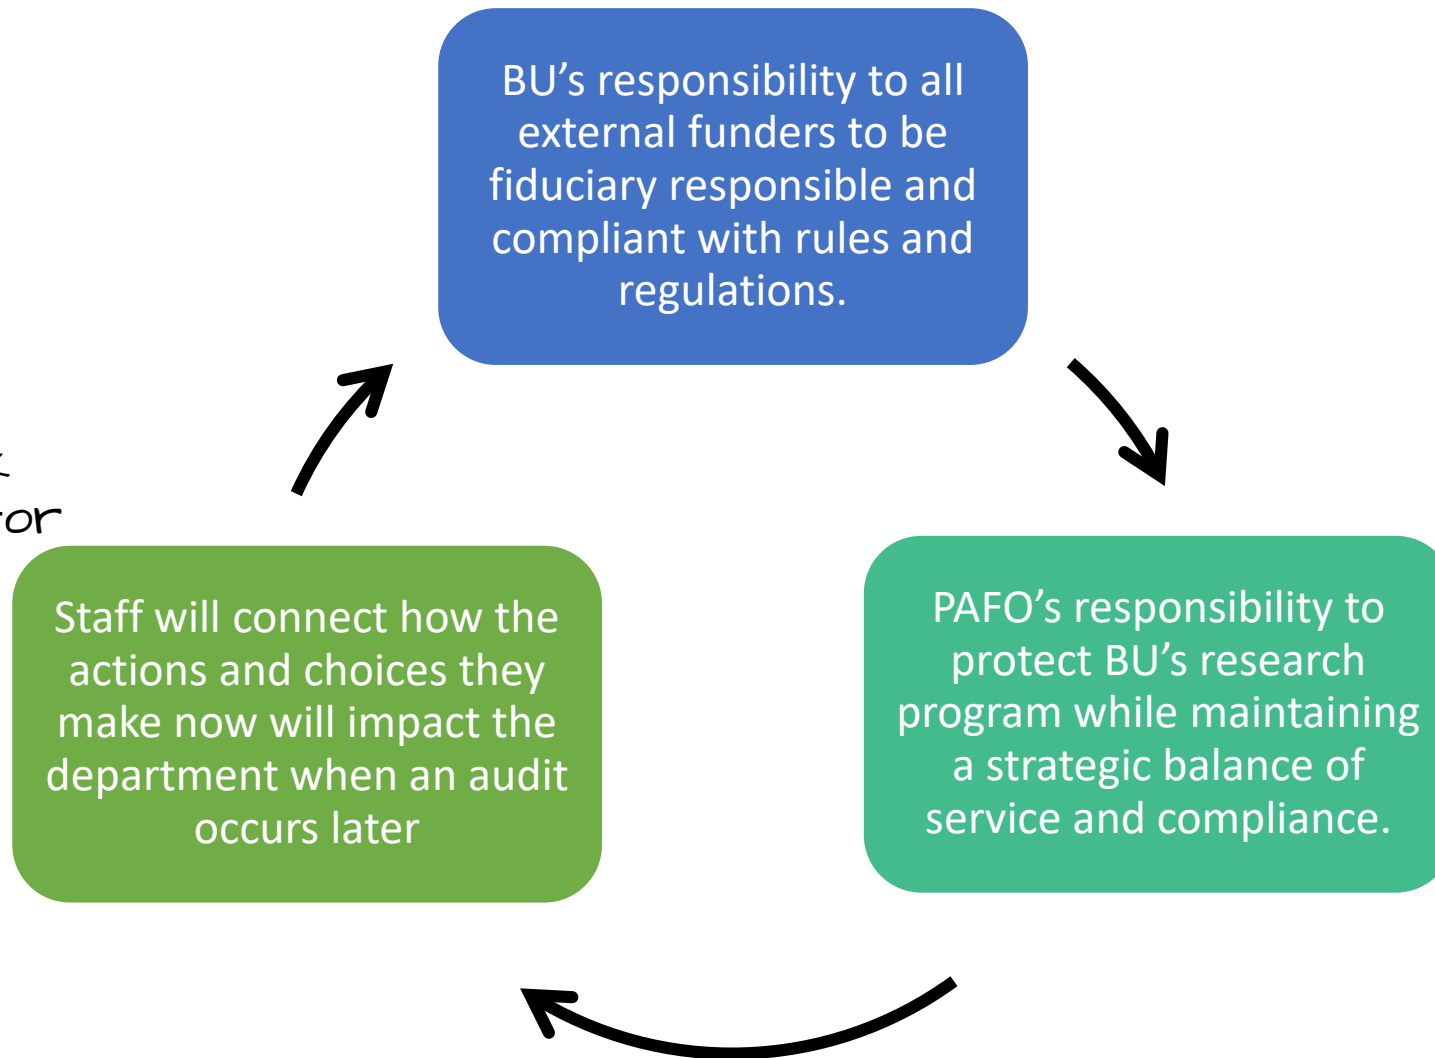 BU’s responsibility to all
external funders to be
fiduciary responsible and
compliant with rules and
regulations.
PAFO’s responsibility to
protect BU’s research
program while maintaining
a strategic balance of
service and compliance.
Staff will connect how the
actions and choices they
make now will impact the
department when an audit
occurs later